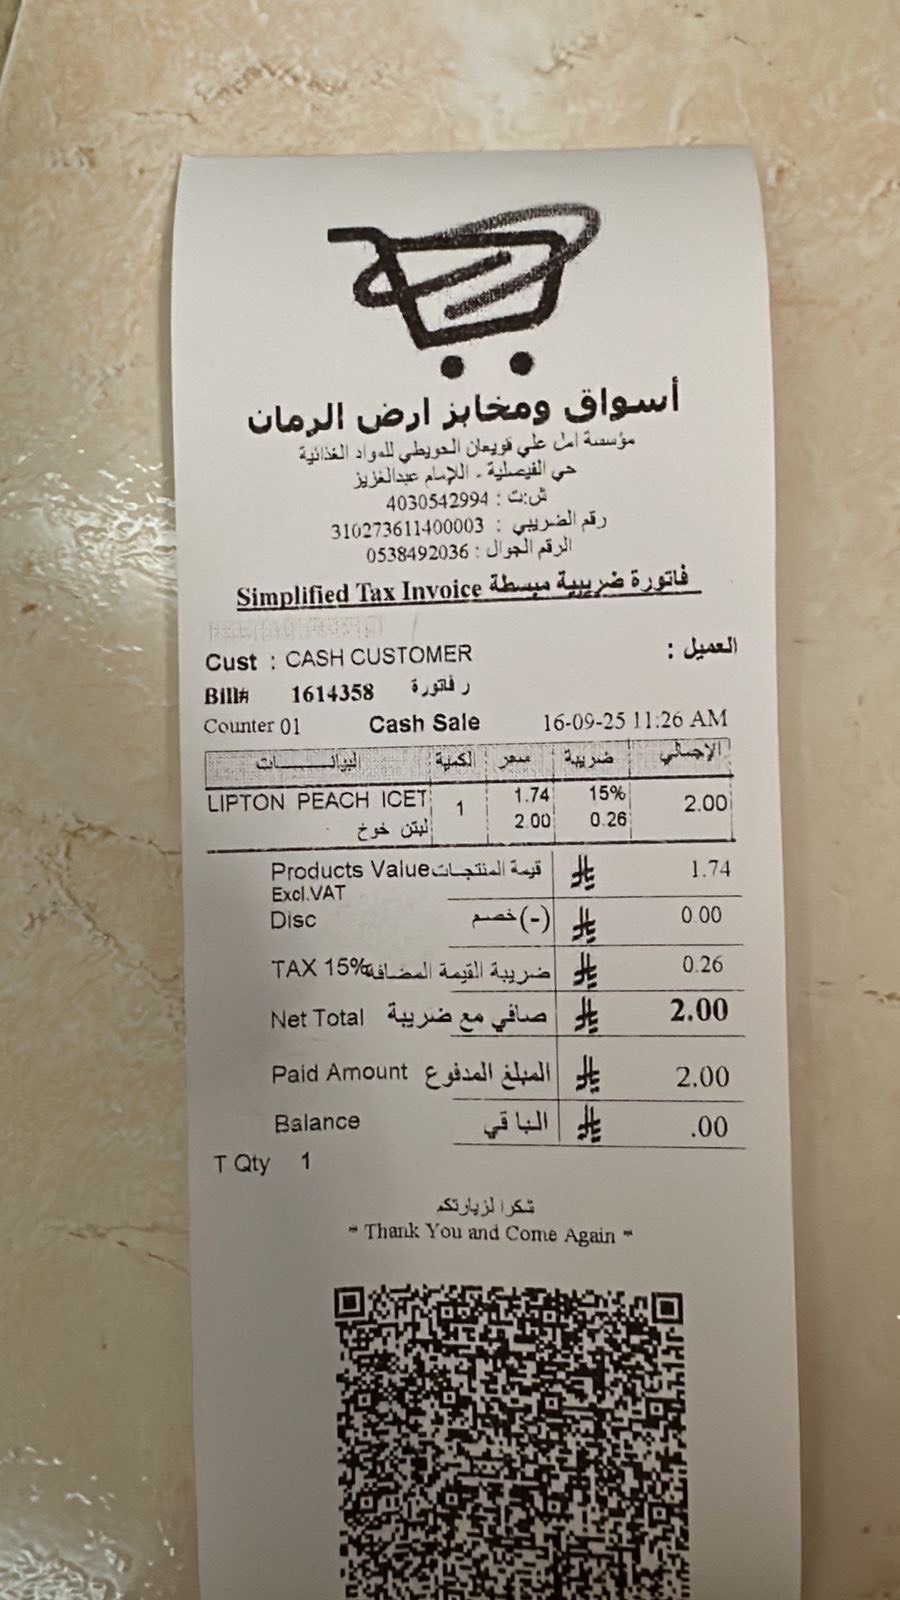 أسواق ومخابز ارض الرمان
مؤسسة امل علي قويعان الحويطي للمواد الغذائية
حي الفيصلية - اللإمام عبدالعزيز
ش:ت : 4030542994
رقم الضريبي : 310273611400003
الرقم الجوال : 0538492036
Simplified Tax Invoice فاتورة ضريبية مبسطة
Cust : CASH CUSTOMER العميل :
Bill# 1614358 ر فاتورة
Counter 01 Cash Sale 16-09-25 11:26 AM
البيانـــــــات الكمية سعر ضريبة الإجمالي
LIPTON PEACH ICET 1 1.74 15% 2.00
لبتن خوخ 2.00 0.26
Products Value قيمة المنتجات 1.74
Excl.VAT
Disc خصم (-) 0.00
TAX 15% ضريبة القيمة المضافة 0.26
Net Total صافي مع ضريبة 2.00
Paid Amount المبلغ المدفوع 2.00
Balance الباقي .00
T Qty 1
شكرا لزيارتكم
" Thank You and Come Again "